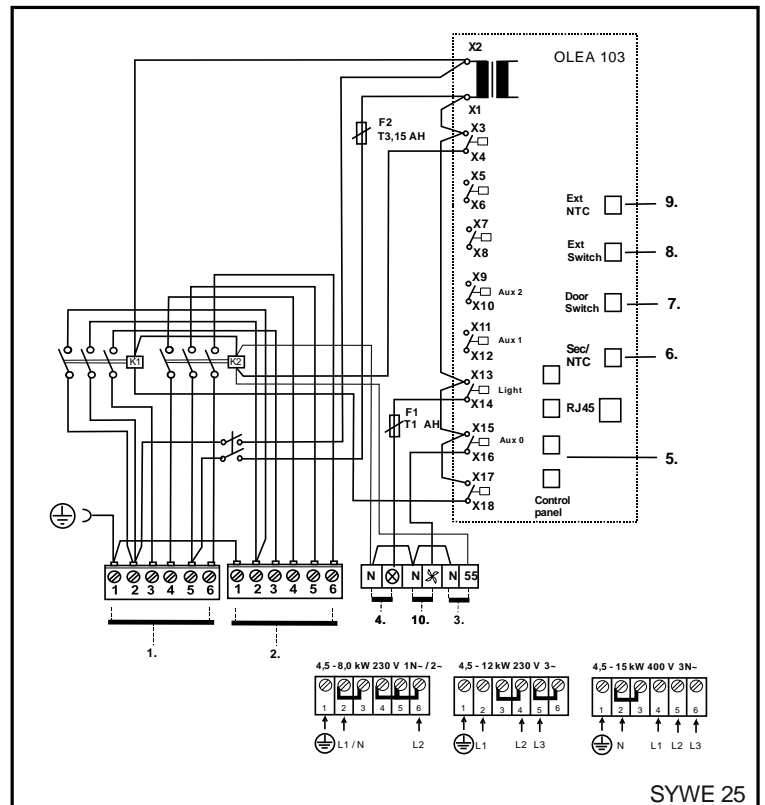 X2
OLEA 103
X1
F2
T3,15 AH
X3
X4
X5
X6
Ext
NTC
9.
X7
X8
Ext
Switch
8.
X9
X10
Aux 2
Door
Switch
7.
X11
X12
Aux 1
Sec/
NTC
6.
K1
K2
X13
Light
X14
RJ45
F1
T1 AH
X15
Aux 0
X16
5.
X17
X18
Control
panel
1 2 3 4 5 6
1 2 3 4 5 6
N N N 55
4. 10. 3.
1. 2.
4,5 - 8,0 kW 230 V 1N~ / 2~
1 2 3 4 5 6
L1 / N L2
4,5 - 12 kW 230 V 3~
1 2 3 4 5 6
L1 L2 L3
4,5 - 15 kW 400 V 3N~
1 2 3 4 5 6
N L1 L2 L3
SYWE 25